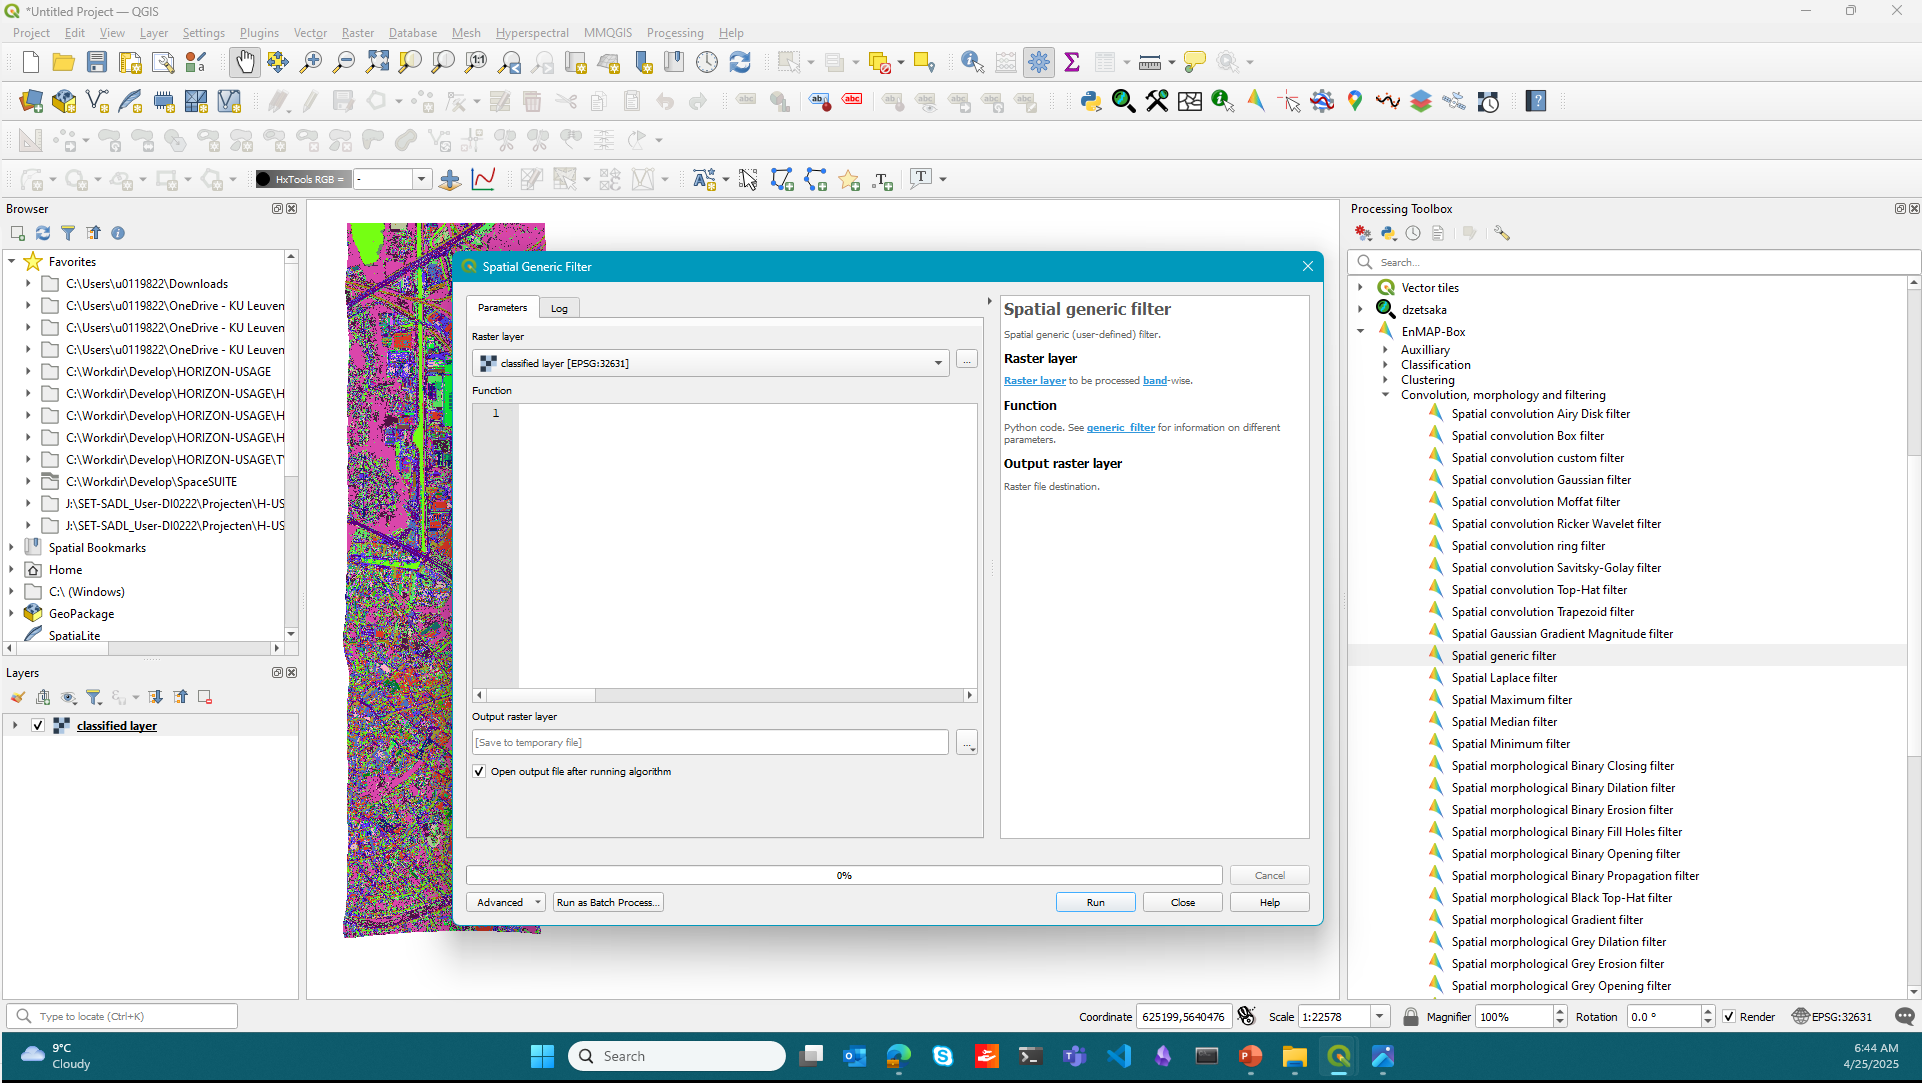 *Untitled Project — QGIS
Project Edit View Layer Settings Plugins Vector Raster Database Mesh Hyperspectral MMQGIS Processing Help
HxTools RGB = -
Browser
Favorites
C:\Users\u0119822\Downloads
C:\Users\u0119822\OneDrive - KU Leuven
C:\Users\u0119822\OneDrive - KU Leuven
C:\Users\u0119822\OneDrive - KU Leuven
C:\Workdir\Develop\HORIZON-USAGE
C:\Workdir\Develop\HORIZON-USAGE\H
C:\Workdir\Develop\HORIZON-USAGE\H
C:\Workdir\Develop\HORIZON-USAGE\H
C:\Workdir\Develop\HORIZON-USAGE\T
C:\Workdir\Develop\SpaceSUITE
J:\SET-SADL_User-DI0222\Projecten\H-US
J:\SET-SADL_User-DI0222\Projecten\H-US
Spatial Bookmarks
Home
C:\ (Windows)
GeoPackage
SpatiaLite
Layers
classified layer
Spatial Generic Filter
Parameters Log
Raster layer
classified layer [EPSG:32631]
...
Function
1
Output raster layer
[Save to temporary file]
...
Open output file after running algorithm
Spatial generic filter
Spatial generic (user-defined) filter.
Raster layer
Raster layer to be processed band-wise.
Function
Python code. See generic_filter for information on different
parameters.
Output raster layer
Raster file destination.
0%
Cancel
Advanced Run as Batch Process... Run Close Help
Processing Toolbox
Search...
Vector tiles
dzetsaka
EnMAP-Box
Auxilliary
Classification
Clustering
Convolution, morphology and filtering
Spatial convolution Airy Disk filter
Spatial convolution Box filter
Spatial convolution custom filter
Spatial convolution Gaussian filter
Spatial convolution Moffat filter
Spatial convolution Ricker Wavelet filter
Spatial convolution ring filter
Spatial convolution Savitsky-Golay filter
Spatial convolution Top-Hat filter
Spatial convolution Trapezoid filter
Spatial Gaussian Gradient Magnitude filter
Spatial generic filter
Spatial Laplace filter
Spatial Maximum filter
Spatial Median filter
Spatial Minimum filter
Spatial morphological Binary Closing filter
Spatial morphological Binary Dilation filter
Spatial morphological Binary Erosion filter
Spatial morphological Binary Fill Holes filter
Spatial morphological Binary Opening filter
Spatial morphological Binary Propagation filter
Spatial morphological Black Top-Hat filter
Spatial morphological Gradient filter
Spatial morphological Grey Dilation filter
Spatial morphological Grey Erosion filter
Spatial morphological Grey Opening filter
Type to locate (Ctrl+K)
Coordinate 625199,5640476 Scale 1:22578 Magnifier 100% Rotation 0.0 ° Render EPSG:32631
9°C
Cloudy
Search
6:44 AM
4/25/2025